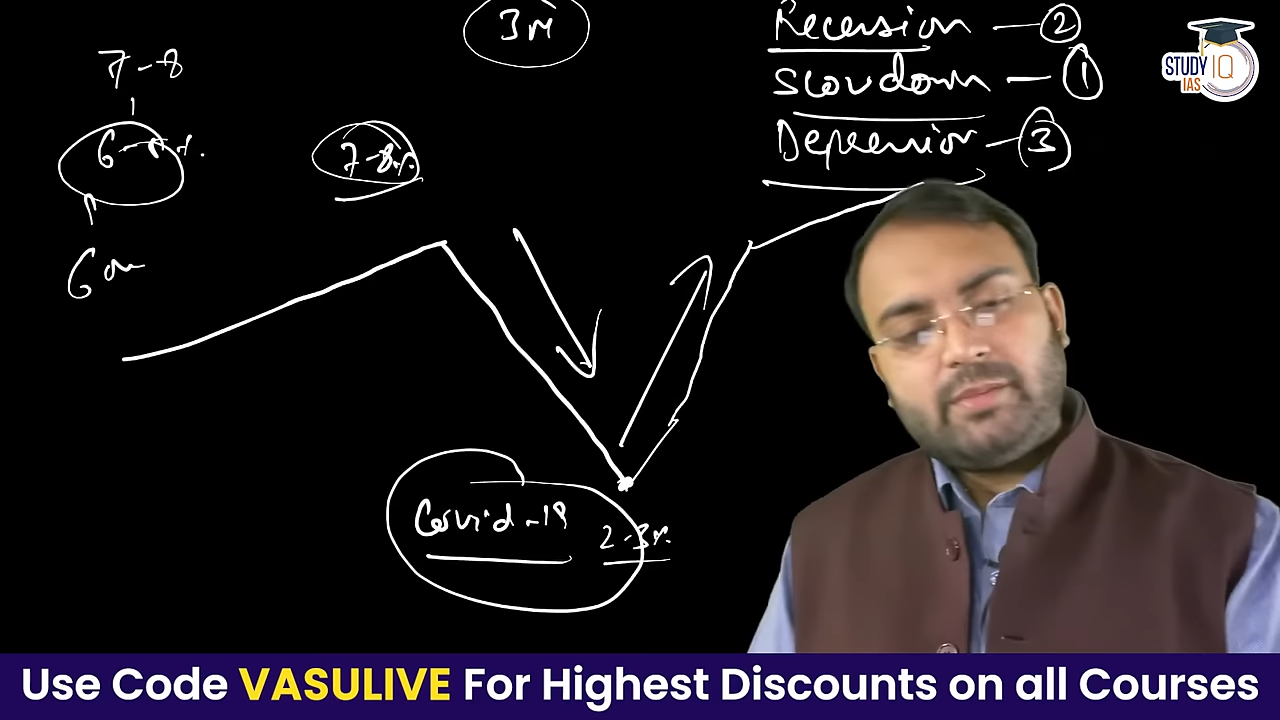 3 M
Recession — 2
Slowdown — 1
Depression — 3
STUDY IQ
IAS
7-8
6
7-8%
6
Covid-19
2-3%
Use Code VASULIVE For Highest Discounts on all Courses